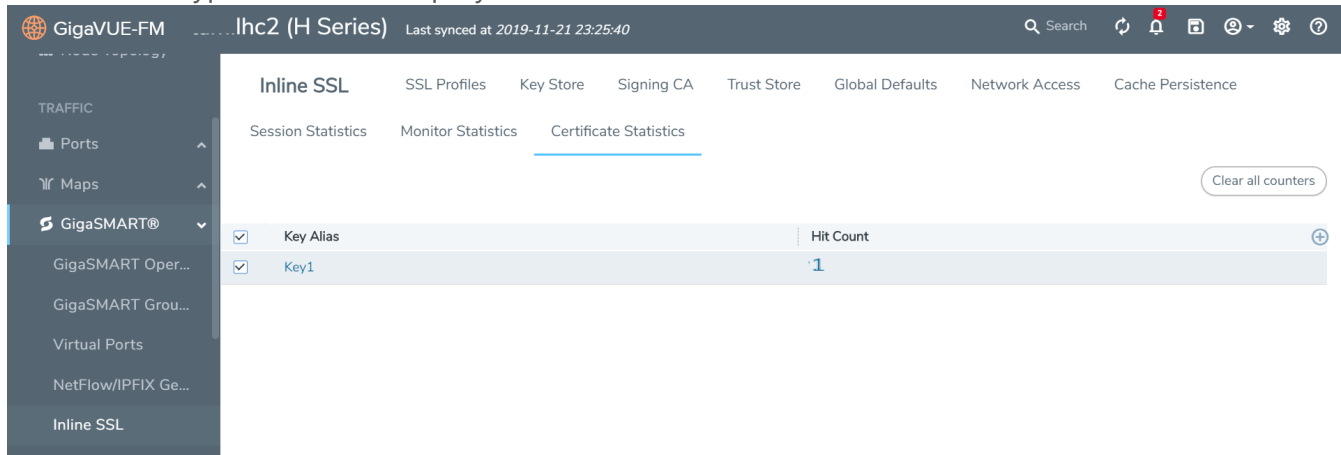 GigaVUE-FM
lhc2 (H Series) Last synced at 2019-11-21 23:25:40
Search
2
TRAFFIC
Ports
Maps
GigaSMART®
GigaSMART Oper...
GigaSMART Grou...
Virtual Ports
NetFlow/IPFIX Ge...
Inline SSL
Inline SSL SSL Profiles Key Store Signing CA Trust Store Global Defaults Network Access Cache Persistence
Session Statistics Monitor Statistics Certificate Statistics
Clear all counters
Key Alias Hit Count
Key1 1